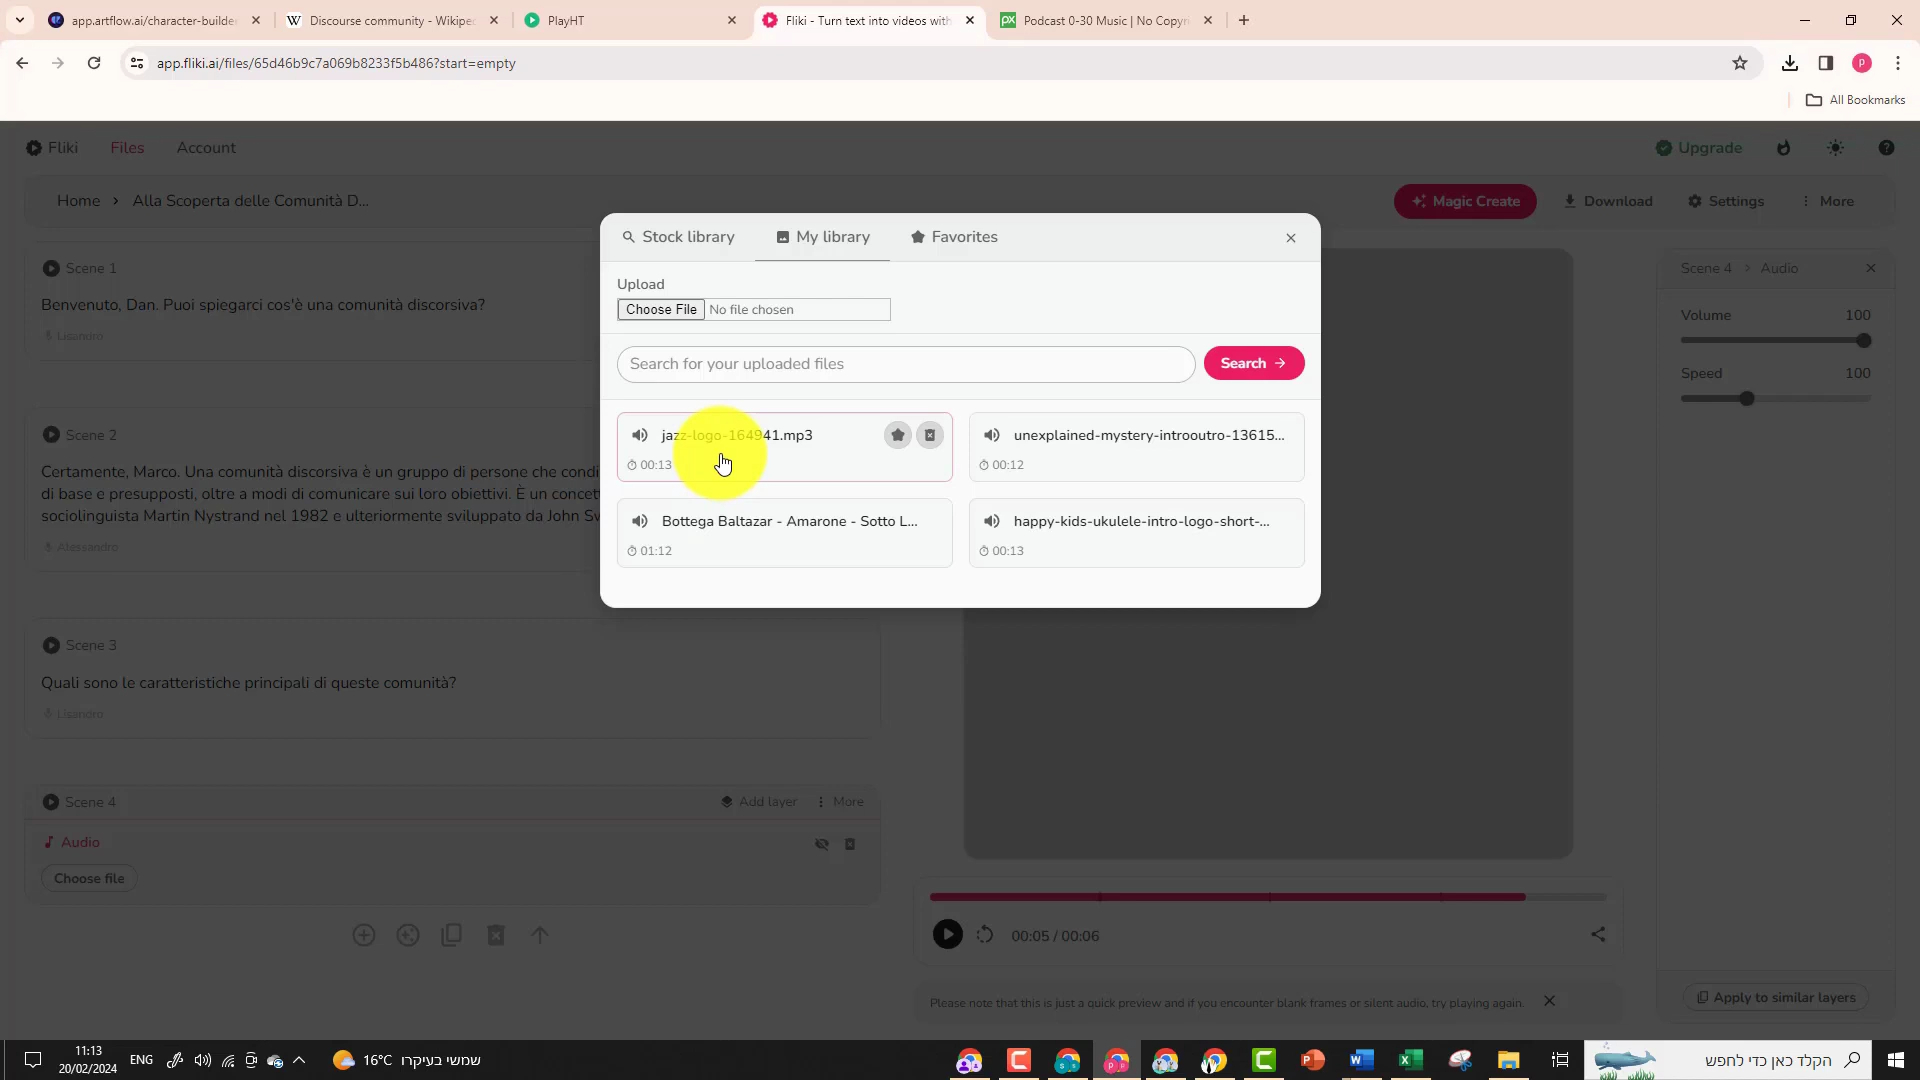 app.artflow.ai/character-builde
Discourse community - Wikipec
PlayHT
Fliki - Turn text into videos with
Podcast 0-30 Music | No Copyri
app.fliki.ai/files/65d46b9c7a069b8233f5b486?start=empty
All Bookmarks
Fliki
Files
Account
Upgrade
Home > Alla Scoperta delle Comunità D...
Magic Create
Download
Settings
More
Stock library
My library
Favorites
Upload
Choose File No file chosen
Search for your uploaded files
Search
jazz-logo-164941.mp3
00:13
unexplained-mystery-introoutro-13615...
00:12
Bottega Baltazar - Amarone - Sotto L...
01:12
happy-kids-ukulele-intro-logo-short-...
00:13
Scene 1
Benvenuto, Dan. Puoi spiegarci cos'è una comunità discorsiva?
Lisandro
Scene 2
Certamente, Marco. Una comunità discorsiva è un gruppo di persone che condi
di base e presupposti, oltre a modi di comunicare sui loro obiettivi. È un concett
sociolinguista Martin Nystrand nel 1982 e ulteriormente sviluppato da John Sw
Alessandro
Scene 3
Quali sono le caratteristiche principali di queste comunità?
Lisandro
Scene 4
Add layer
More
Audio
Choose file
Scene 4 > Audio
Volume 100
Speed 100
00:05 / 00:06
Please note that this is just a quick preview and if you encounter blank frames or silent audio, try playing again.
Apply to similar layers
11:13
20/02/2024
ENG
16°C שמשי בעיקרו
הקלד כאן כדי לחפש